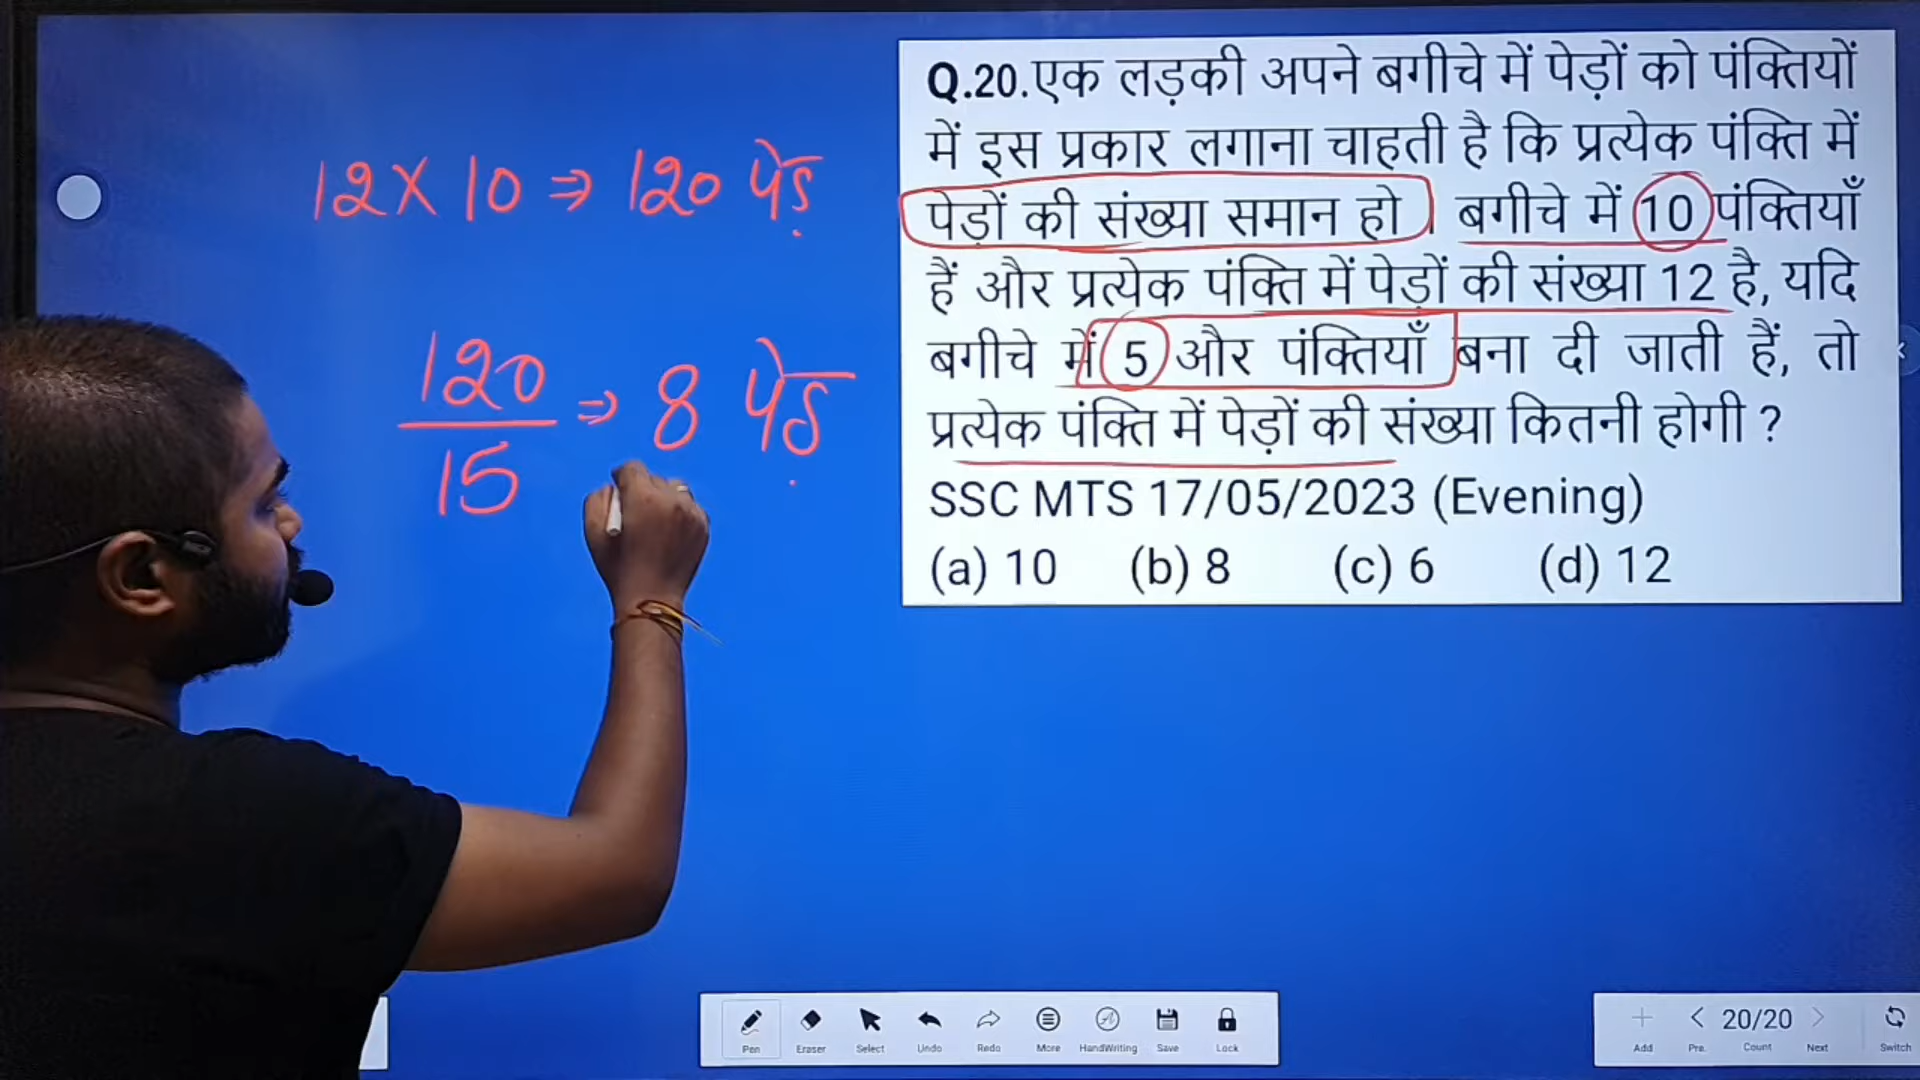 12 X 10 ⇒ 120 पेड़
120
15
⇒ 8 पेड़
Q.20.एक लड़की अपने बगीचे में पेड़ों को पंक्तियों
में इस प्रकार लगाना चाहती है कि प्रत्येक पंक्ति में
पेड़ों की संख्या समान हो । बगीचे में 10 पंक्तियाँ
हैं और प्रत्येक पंक्ति में पेड़ों की संख्या 12 है, यदि
बगीचे में 5 और पंक्तियाँ बना दी जाती हैं, तो
प्रत्येक पंक्ति में पेड़ों की संख्या कितनी होगी ?
SSC MTS 17/05/2023 (Evening)
(a) 10 (b) 8 (c) 6 (d) 12
Pen Eraser Select Undo Redo More HandWriting Save Lock
20/20
Add Pre. Count Next Switch